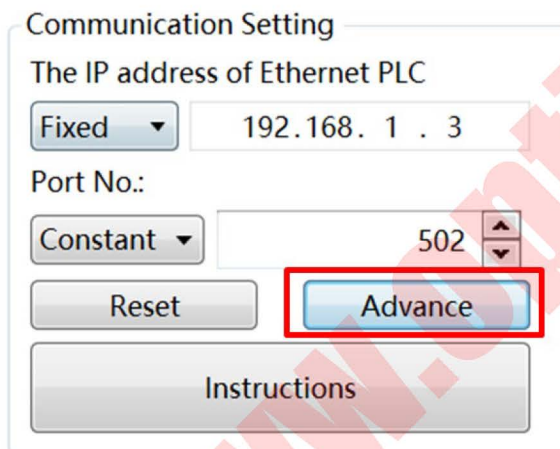 Communication Setting
The IP address of Ethernet PLC
Fixed 192.168. 1 . 3
Port No.:
Constant 502
Reset Advance
Instructions